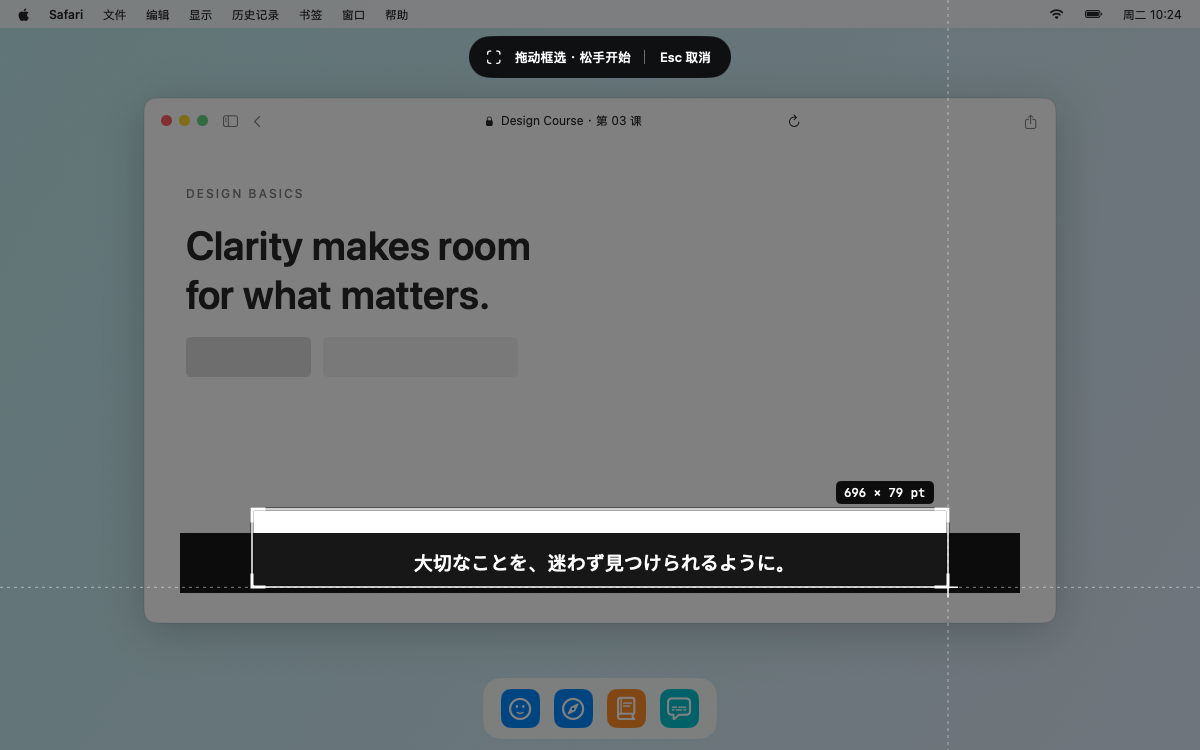 Safari 文件 编辑 显示 历史记录 书签 窗口 帮助 周二 10:24
拖动框选 · 松手开始 Esc 取消
Design Course · 第 03 课
DESIGN BASICS
Clarity makes room
for what matters.
696 × 79 pt
大切なことを、迷わず見つけられるように。